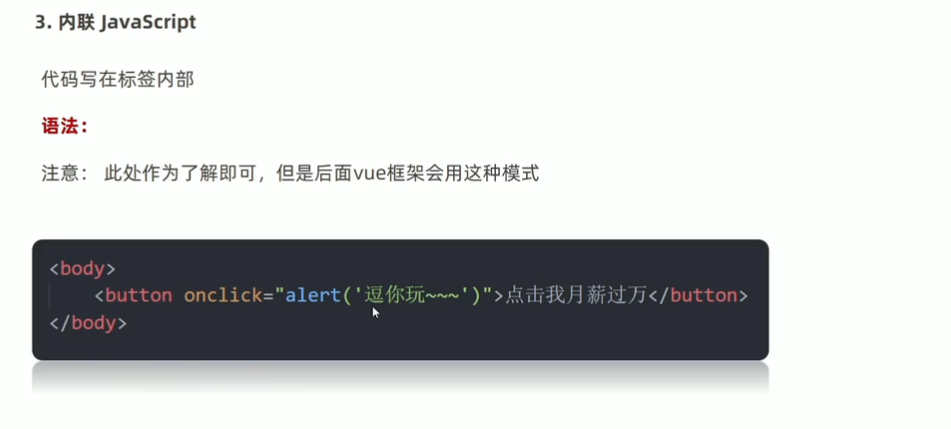 3. 内联 JavaScript
代码写在标签内部
语法：
注意： 此处作为了解即可，但是后面vue框架会用这种模式
<body>
    <button onclick="alert('逗你玩~~~')">点击我月薪过万</button>
</body>